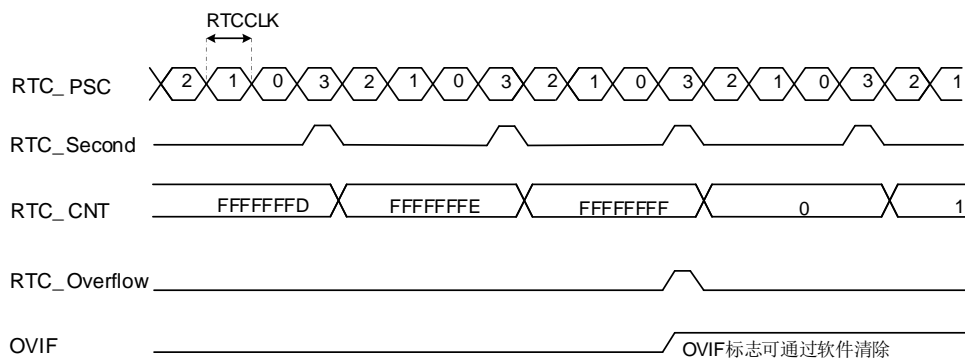 RTCCLK
RTC_PSC 2 1 0 3 2 1 0 3 2 1 0 3 2 1 0 3 2 1
RTC_Second
RTC_CNT FFFFFFFD FFFFFFFE FFFFFFFF 0 1
RTC_Overflow
OVIF OVIF标志可通过软件清除